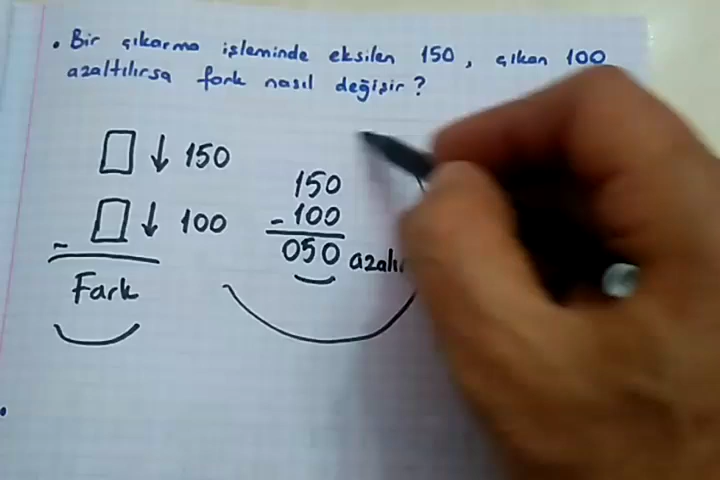 • Bir çıkarma işleminde eksilen 150, çıkan 100
azaltılırsa fark nasıl değişir?
□ ↓ 150
- □ ↓ 100
Fark
150
- 100
050